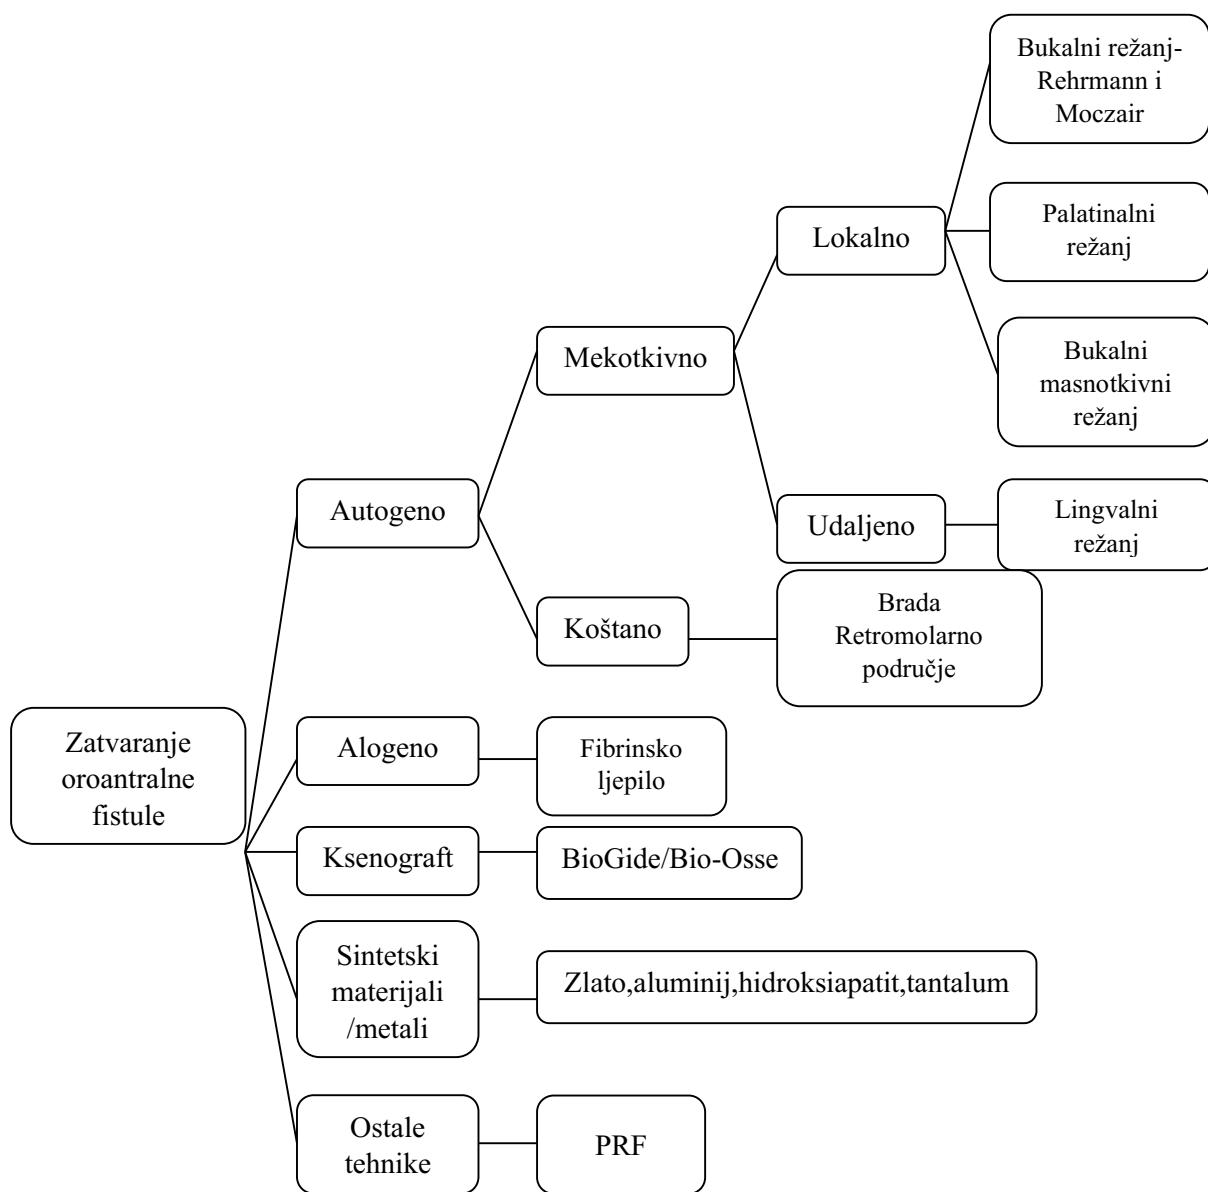 Zatvaranje
oroantralne
fistule
Autogeno
Mekotkivno
Lokalno
Bukalni režanj-
Rehrmann i
Moczair
Palatinalni
režanj
Bukalni
masnotkivni
režanj
Udaljeno
Lingvalni
režanj
Koštano
Brada
Retromolarno
područje
Alogeno
Fibrinsko
ljepilo
Ksenograft
BioGide/Bio-Osse
Sintetski
materijali
/metali
Zlato,aluminij,hidroksiapatit,tantalum
Ostale
tehnike
PRF